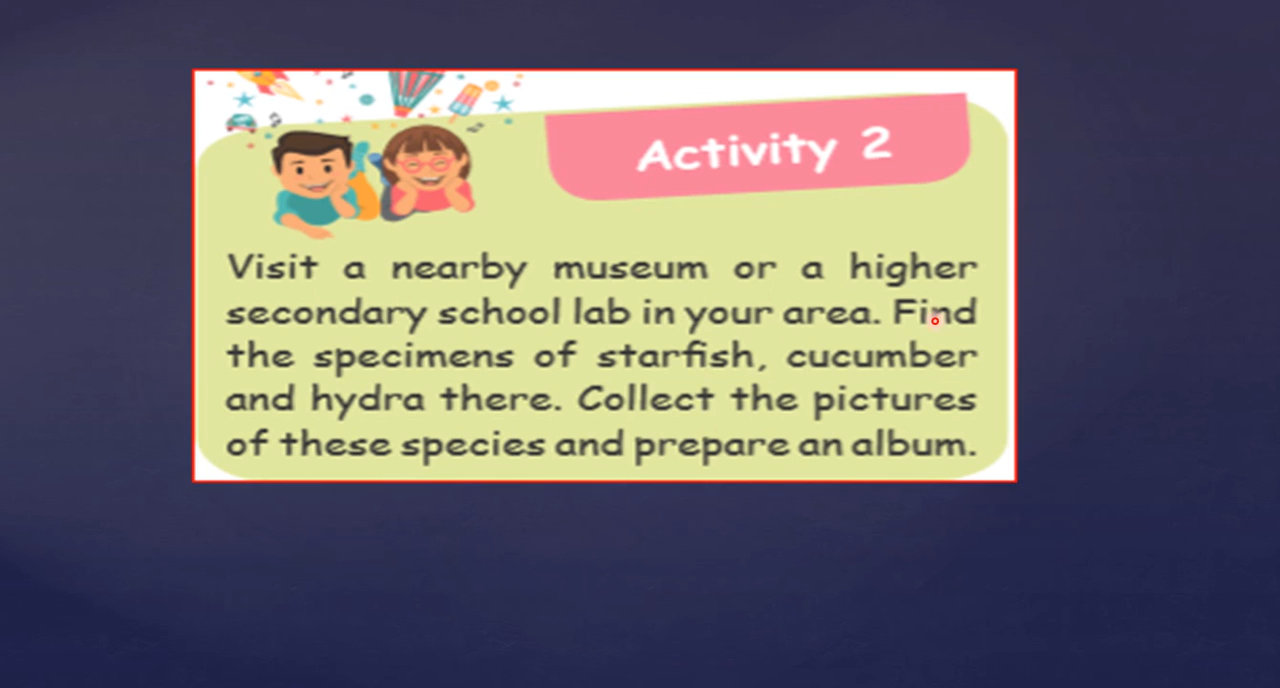 Activity 2
Visit a nearby museum or a higher
secondary school lab in your area. Find
the specimens of starfish, cucumber
and hydra there. Collect the pictures
of these species and prepare an album.